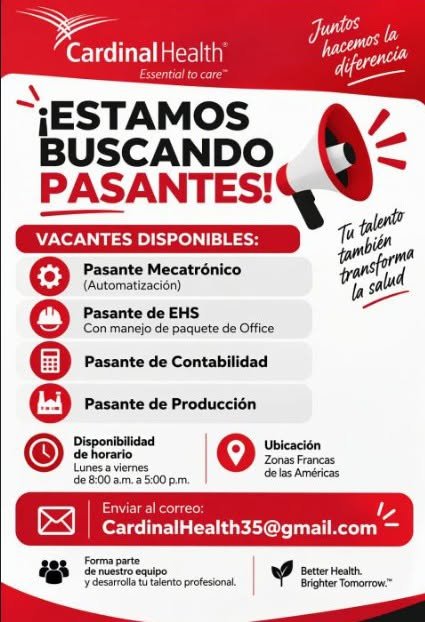 CardinalHealth®
Essential to care™
Juntos
hacemos la
diferencia
¡ESTAMOS
BUSCANDO
PASANTES!
Tu talento
también
transforma
la salud
VACANTES DISPONIBLES:
Pasante Mecatrónico
(Automatización)
Pasante de EHS
Con manejo de paquete de Office
Pasante de Contabilidad
Pasante de Producción
Disponibilidad
de horario
Lunes a viernes
de 8:00 a.m. a 5:00 p.m.
Ubicación
Zonas Francas
de las Américas
Enviar al correo:
CardinalHealth35@gmail.com
Forma parte
de nuestro equipo
y desarrolla tu talento profesional.
Better Health.
Brighter Tomorrow.™